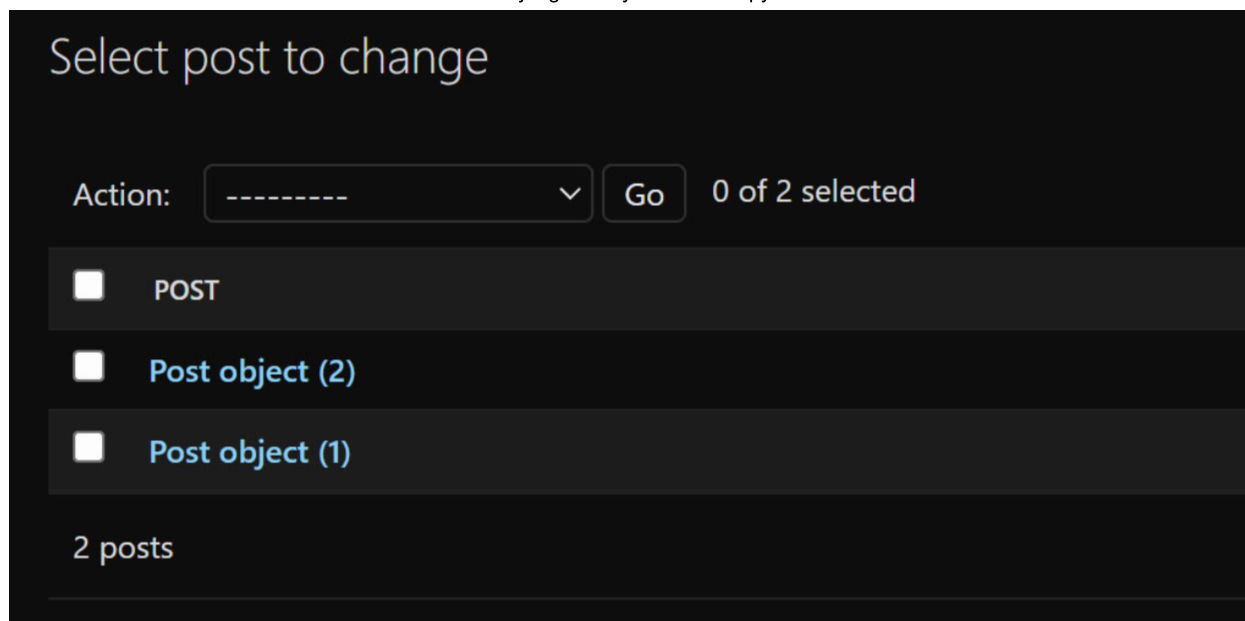 Select post to change
Action: --------- Go 0 of 2 selected
POST
Post object (2)
Post object (1)
2 posts